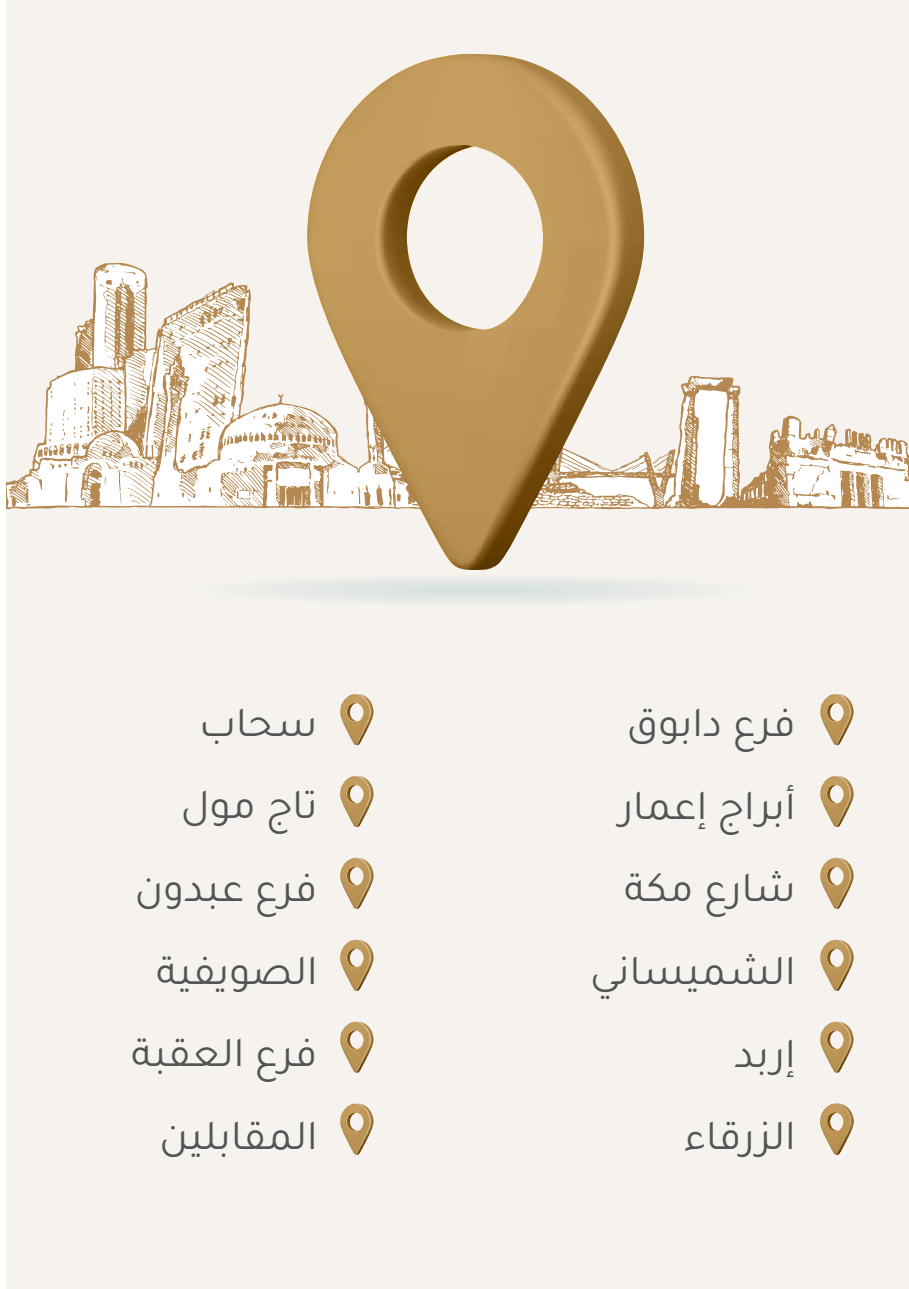 فرع دابوق
أبراج إعمار
شارع مكة
الشميساني
إربد
الزرقاء
سحاب
تاج مول
فرع عبدون
الصويفية
فرع العقبة
المقابلين